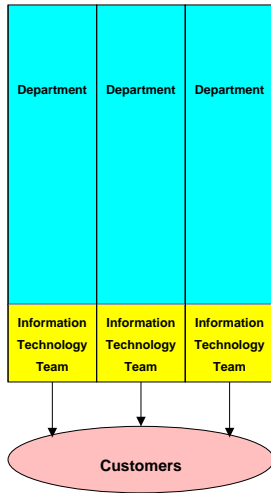 Department Department Department
Information Information Information
Technology Technology Technology
Team Team Team
Customers